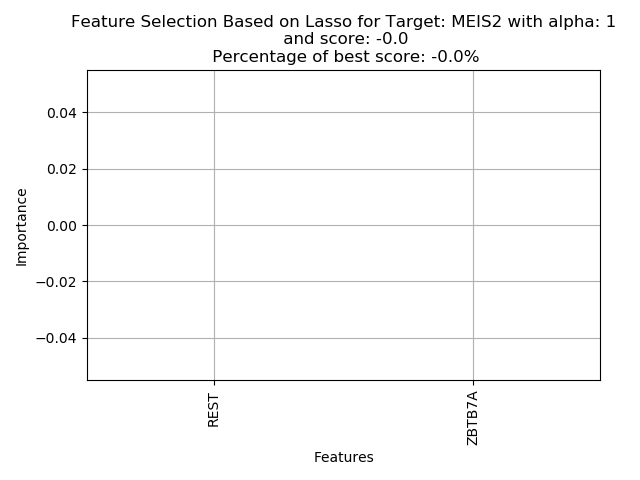 Feature Selection Based on Lasso for Target: MEIS2 with alpha: 1
and score: -0.0
Percentage of best score: -0.0%
0.04
0.02
0.00
−0.02
−0.04
Importance
REST
ZBTB7A
Features